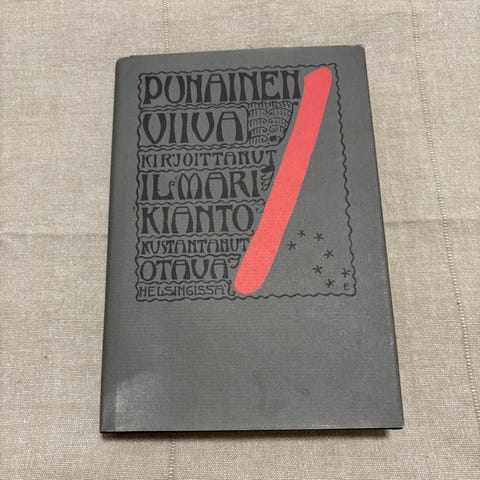 PUNAINEN
VIIVA
KIRJOITTANUT
ILMARI
KIANTO
KUSTANTANUT
OTAVA
HELSINGISSÄ
E